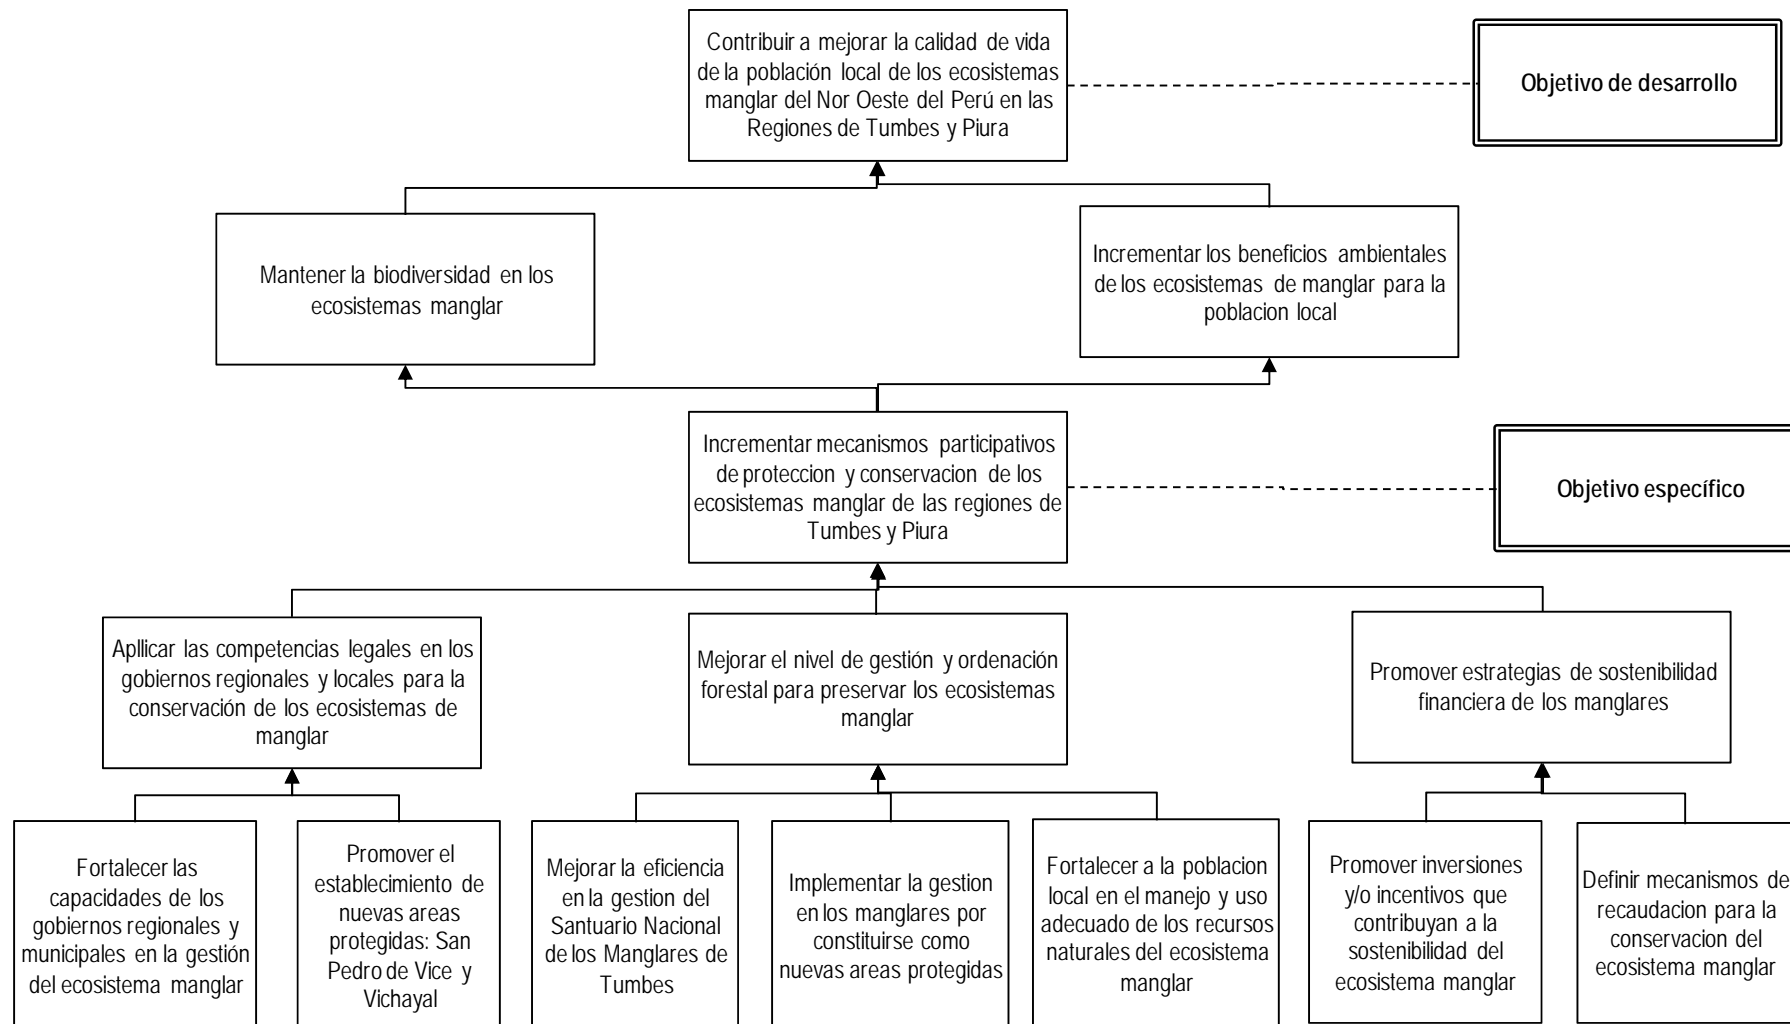 Contribuir a mejorar la calidad de vida
de la población local de los ecosistemas
manglar del Nor Oeste del Perú en las
Regiones de Tumbes y Piura
Objetivo de desarrollo
Mantener la biodiversidad en los
ecosistemas manglar
Incrementar los beneficios ambientales
de los ecosistemas de manglar para la
poblacion local
Incrementar mecanismos participativos
de proteccion y conservacion de los
ecosistemas manglar de las regiones de
Tumbes y Piura
Objetivo específico
Apllicar las competencias legales en los
gobiernos regionales y locales para la
conservación de los ecosistemas de
manglar
Mejorar el nivel de gestión y ordenación
forestal para preservar los ecosistemas
manglar
Promover estrategias de sostenibilidad
financiera de los manglares
Fortalecer las
capacidades de los
gobiernos regionales y
municipales en la gestión
del ecosistema manglar
Promover el
establecimiento de
nuevas areas
protegidas: San
Pedro de Vice y
Vichayal
Mejorar la eficiencia
en la gestion del
Santuario Nacional
de los Manglares de
Tumbes
Implementar la gestion
en los manglares por
constituirse como
nuevas areas protegidas
Fortalecer a la poblacion
local en el manejo y uso
adecuado de los recursos
naturales del ecosistema
manglar
Promover inversiones
y/o incentivos que
contribuyan a la
sostenibilidad del
ecosistema manglar
Definir mecanismos de
recaudacion para la
conservacion del
ecosistema manglar